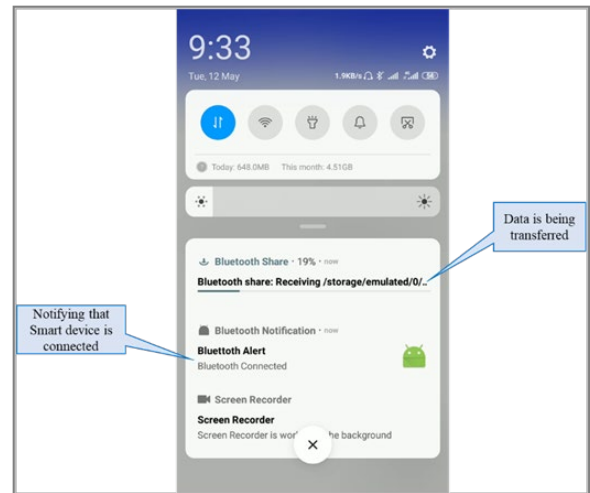 9:33
Tue, 12 May
1.9KB/s
Today: 648.0MB This month: 4.51GB
Data is being
transferred
Bluetooth Share • 19% • now
Bluetooth share: Receiving /storage/emulated/0/..
Notifying that
Smart device is
connected
Bluetooth Notification • now
Bluettoth Alert
Bluetooth Connected
Screen Recorder
Screen Recorder
Screen Recorder is wor he background